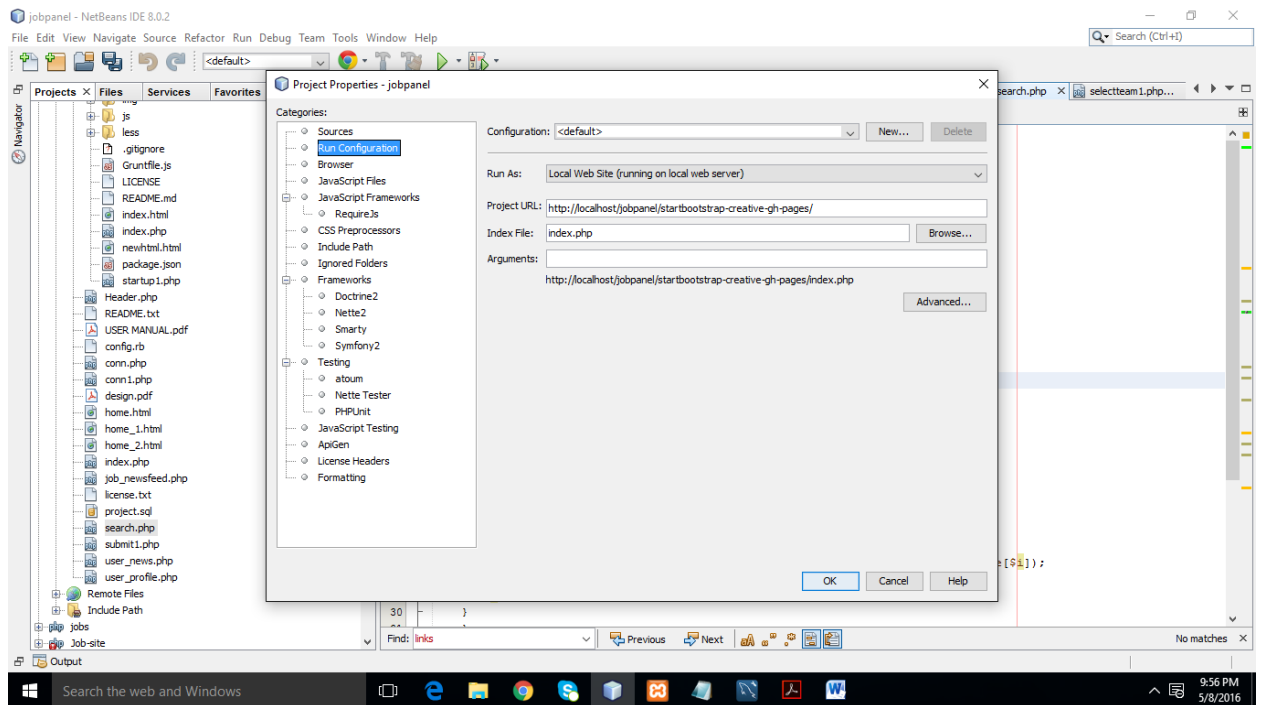 jobpanel - NetBeans IDE 8.0.2
File Edit View Navigate Source Refactor Run Debug Team Tools Window Help
Search (Ctrl+I)
<default>
Projects Files Services Favorites
search.php selectteam1.php...
Navigator
js
less
.gitignore
Gruntfile.js
LICENSE
README.md
index.html
index.php
newhtml.html
package.json
startup1.php
Header.php
README.txt
USER MANUAL.pdf
config.rb
conn.php
conn1.php
design.pdf
home.html
home_1.html
home_2.html
index.php
job_newsfeed.php
license.txt
project.sql
search.php
submit1.php
user_news.php
user_profile.php
Remote Files
Include Path
jobs
Job-site
Project Properties - jobpanel
Categories:
Sources
Run Configuration
Browser
JavaScript Files
JavaScript Frameworks
RequireJs
CSS Preprocessors
Include Path
Ignored Folders
Frameworks
Doctrine2
Nette2
Smarty
Symfony2
Testing
atoum
Nette Tester
PHPUnit
JavaScript Testing
ApiGen
License Headers
Formatting
Configuration: <default> New... Delete
Run As: Local Web Site (running on local web server)
Project URL: http://localhost/jobpanel/startbootstrap-creative-gh-pages/
Index File: index.php Browse...
Arguments:
http://localhost/jobpanel/startbootstrap-creative-gh-pages/index.php
Advanced...
OK Cancel Help
[$i]);
30 }
Find: links Previous Next No matches
Output
Search the web and Windows
9:56 PM
5/8/2016